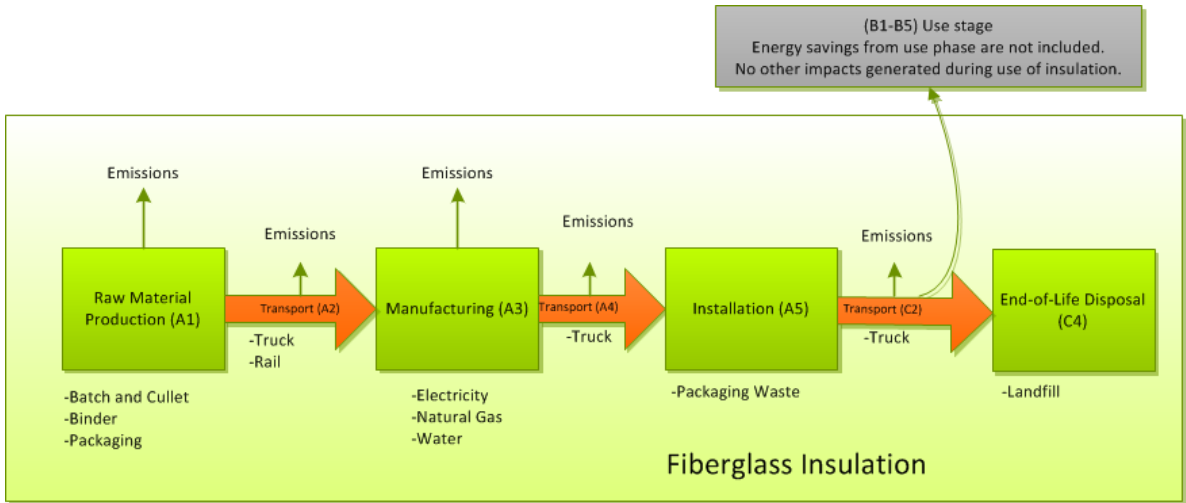 (B1-B5) Use stage
Energy savings from use phase are not included.
No other impacts generated during use of insulation.
Emissions
Emissions
Emissions
Emissions
Emissions
Raw Material
Production (A1)
Transport (A2)
Manufacturing (A3)
Transport (A4)
Installation (A5)
Transport (C2)
End-of-Life Disposal
(C4)
-Truck
-Rail
-Truck
-Truck
-Batch and Cullet
-Binder
-Packaging
-Electricity
-Natural Gas
-Water
-Packaging Waste
-Landfill
Fiberglass Insulation